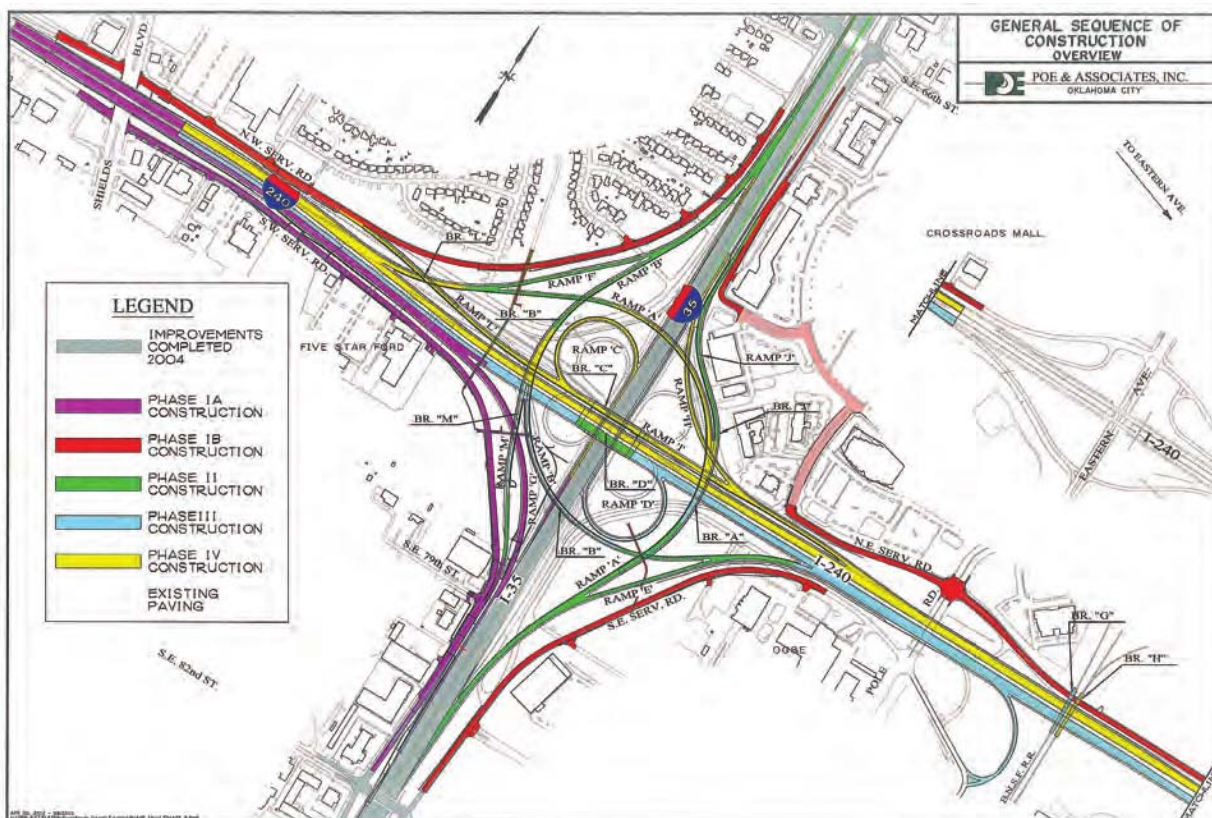 GENERAL SEQUENCE OF
CONSTRUCTION
OVERVIEW
POE & ASSOCIATES, INC.
OKLAHOMA CITY
BLVD.
SHIELDS
N.W. SERV. RD.
240
S.W. SERV. RD.
S.E. 66th ST.
TO EASTERN AVE.
CROSSROADS MALL
MATCHLINE
EASTERN AVE.
I-240
LEGEND
IMPROVEMENTS
COMPLETED
2004
PHASE IA
CONSTRUCTION
PHASE IB
CONSTRUCTION
PHASE II
CONSTRUCTION
PHASE III
CONSTRUCTION
PHASE IV
CONSTRUCTION
EXISTING
PAVING
FIVE STAR FORD
BR. "L"
RAMP 'L'
RAMP 'F'
RAMP 'B'
RAMP 'A'
BR. "B"
35
RAMP 'C'
BR. "C"
RAMP 'J'
RAMP 'H'
BR. "J"
BR. "M"
RAMP 'M'
RAMP 'G'
RAMP 'B'
RAMP 'I'
BR. "D"
RAMP 'D'
BR. "A"
BR. "B"
RAMP 'A'
RAMP 'E'
S.E. SERV. RD.
I-240
N.E. SERV. RD.
S.E. 79th ST.
I-35
S.E. 82nd ST.
POLE
RD.
BR. "G"
BR. "H"
B.N.S.F. R.R.
MATCHLINE